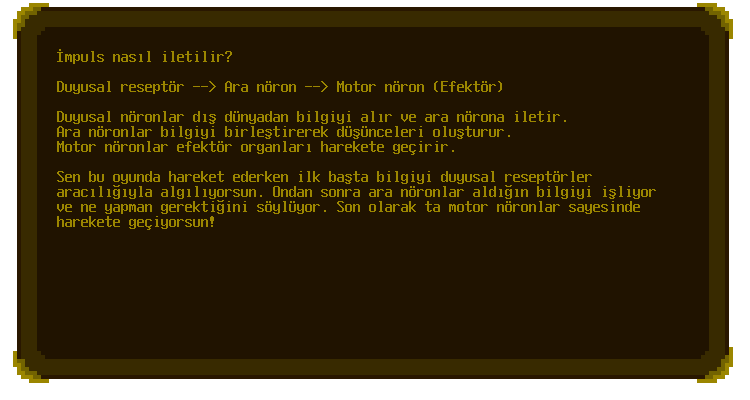 İmpuls nasıl iletilir?
Duyusal reseptör --> Ara nöron --> Motor nöron (Efektör)
Duyusal nöronlar dış dünyadan bilgiyi alır ve ara nörona iletir.
Ara nöronlar bilgiyi birleştirerek düşünceleri oluşturur.
Motor nöronlar efektör organları harekete geçirir.
Sen bu oyunda hareket ederken ilk başta bilgiyi duyusal reseptörler
aracılığıyla algılıyorsun. Ondan sonra ara nöronlar aldığın bilgiyi işliyor
ve ne yapman gerektiğini söylüyor. Son olarak ta motor nöronlar sayesinde
harekete geçiyorsun!